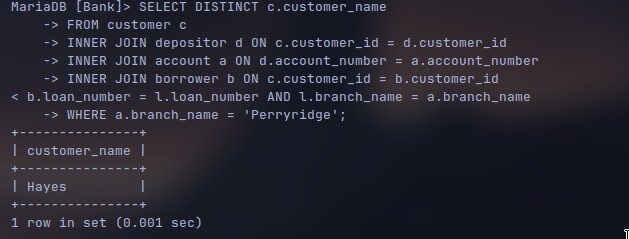 MariaDB [Bank]> SELECT DISTINCT c.customer_name
    -> FROM customer c
    -> INNER JOIN depositor d ON c.customer_id = d.customer_id
    -> INNER JOIN account a ON d.account_number = a.account_number
    -> INNER JOIN borrower b ON c.customer_id = b.customer_id
< b.loan_number = l.loan_number AND l.branch_name = a.branch_name
    -> WHERE a.branch_name = 'Perryridge';
+---------------+
| customer_name |
+---------------+
| Hayes         |
+---------------+
1 row in set (0.001 sec)